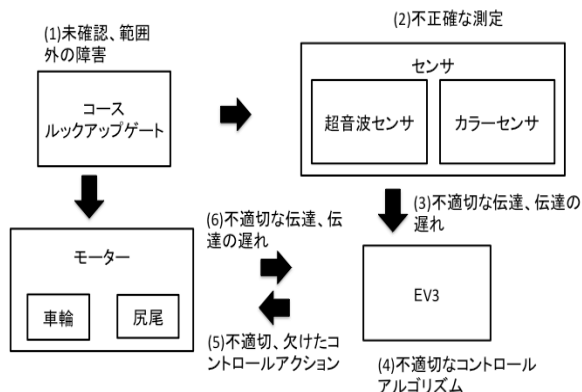 (1)未確認、範囲
外の障害
コース
ルックアップゲート
(2)不正確な測定
センサ
超音波センサ
カラーセンサ
(3)不適切な伝達、伝達の
遅れ
(6)不適切な伝達、伝
達の遅れ
モーター
車輪
尻尾
EV3
(5)不適切、欠けたコ
ントロールアクション
(4)不適切なコントロール
アルゴリズム